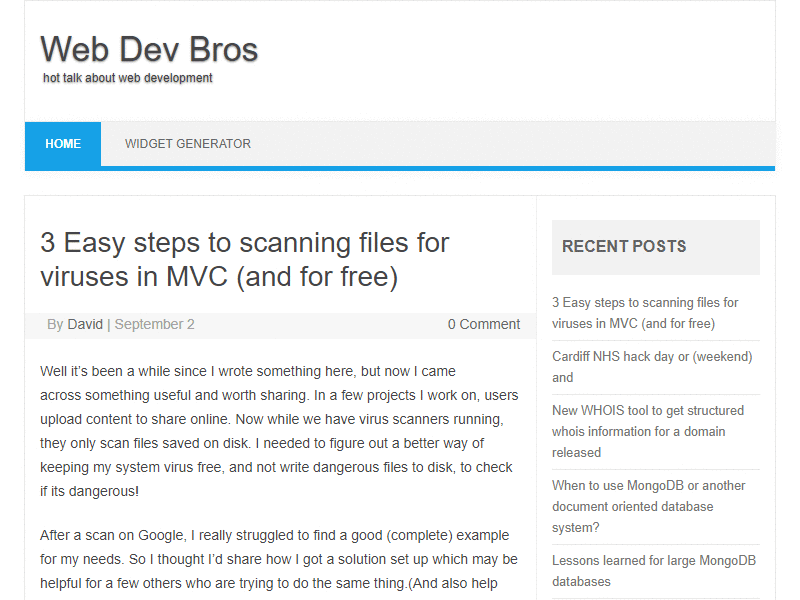 Web Dev Bros
hot talk about web development
HOME
WIDGET GENERATOR
3 Easy steps to scanning files for
viruses in MVC (and for free)
By David | September 2
0 Comment
Well it’s been a while since I wrote something here, but now I came
across something useful and worth sharing. In a few projects I work on, users
upload content to share online. Now while we have virus scanners running,
they only scan files saved on disk. I needed to figure out a better way of
keeping my system virus free, and not write dangerous files to disk, to check
if its dangerous!
After a scan on Google, I really struggled to find a good (complete) example
for my needs. So I thought I’d share how I got a solution set up which may be
helpful for a few others who are trying to do the same thing.(And also help
RECENT POSTS
3 Easy steps to scanning files for
viruses in MVC (and for free)
Cardiff NHS hack day or (weekend)
and
New WHOIS tool to get structured
whois information for a domain
released
When to use MongoDB or another
document oriented database
system?
Lessons learned for large MongoDB
databases